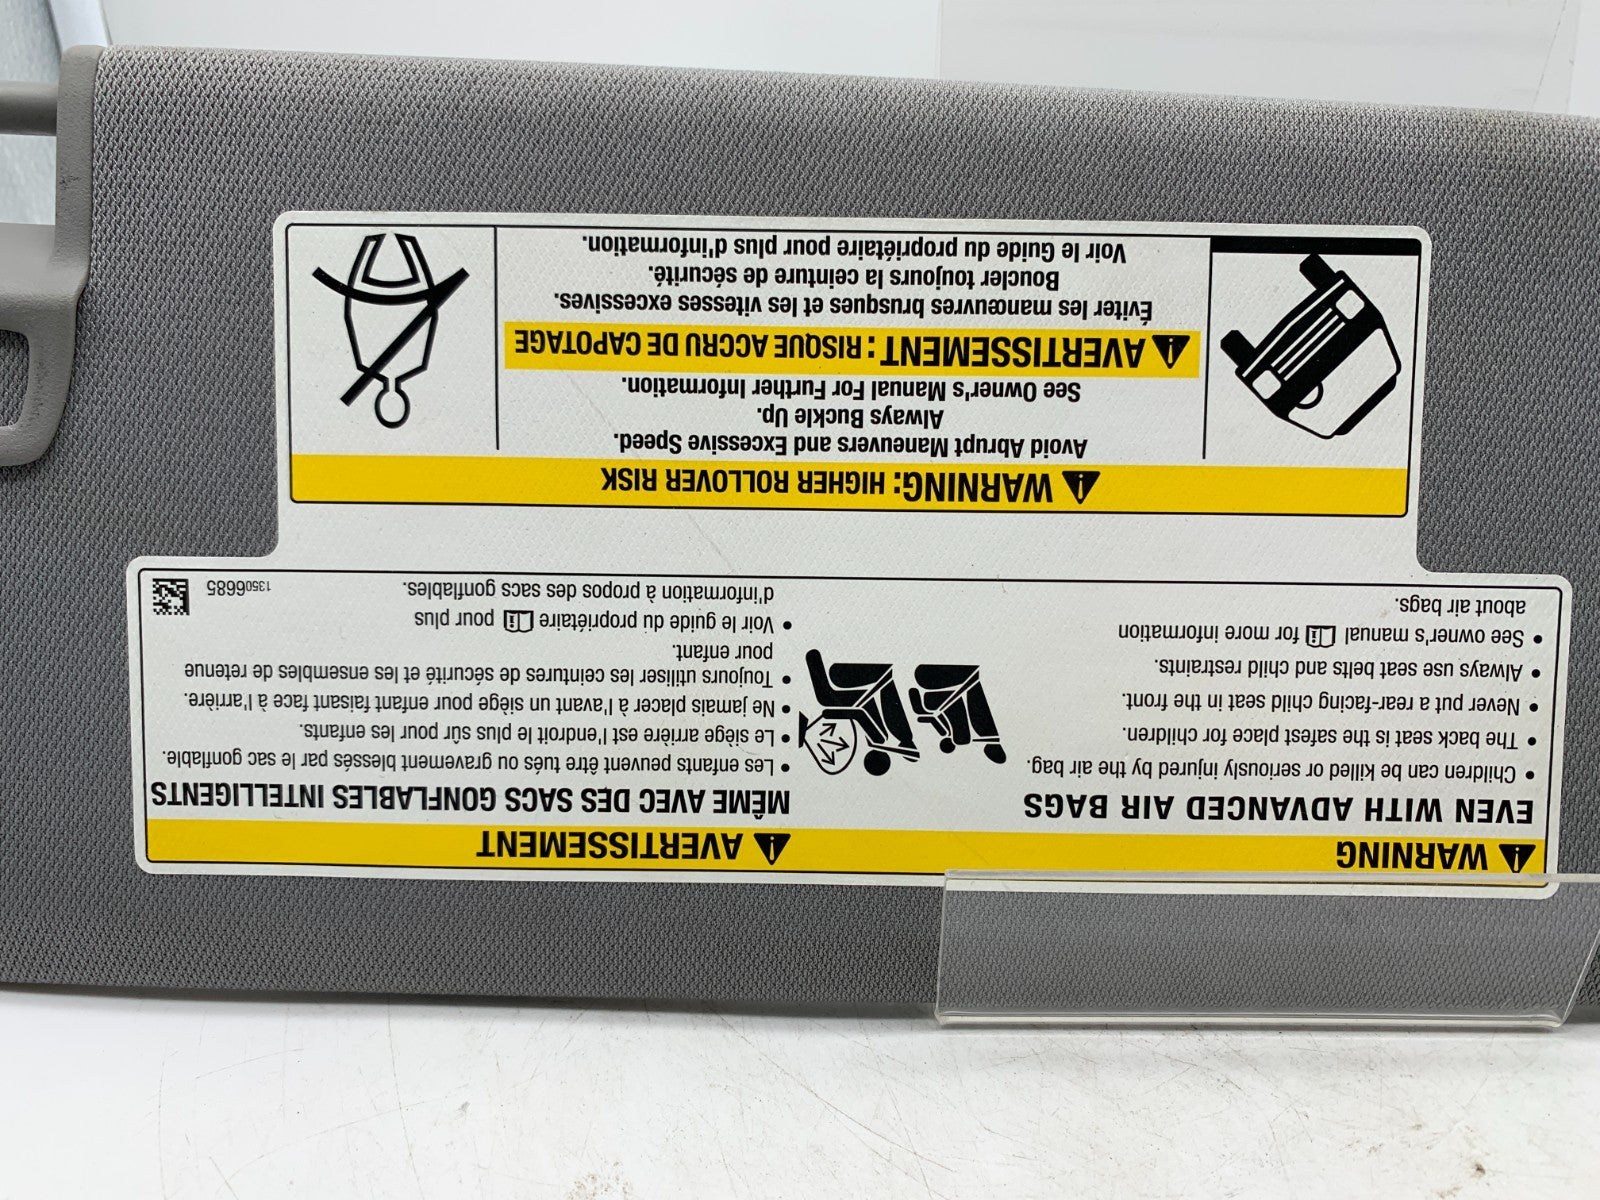 ⚠ WARNING
EVEN WITH ADVANCED AIR BAGS
• Children can be killed or seriously injured by the air bag.
• The back seat is the safest place for children.
• Never put a rear-facing child seat in the front.
• Always use seat belts and child restraints.
• See owner's manual for more information
about air bags.
⚠ AVERTISSEMENT
MÊME AVEC DES SACS GONFLABLES INTELLIGENTS
• Les enfants peuvent être tués ou gravement blessés par le sac gonflable.
• Le siège arrière est l'endroit le plus sûr pour les enfants.
• Ne jamais placer à l'avant un siège pour enfant faisant face à l'arrière.
• Toujours utiliser les ceintures de sécurité et les ensembles de retenue
pour enfant.
• Voir le guide du propriétaire pour plus
d'information à propos des sacs gonflables.
13506685
⚠ WARNING: HIGHER ROLLOVER RISK
Avoid Abrupt Maneuvers and Excessive Speed.
Always Buckle Up.
See Owner's Manual For Further Information.
⚠ AVERTISSEMENT : RISQUE ACCRU DE CAPOTAGE
Éviter les manœuvres brusques et les vitesses excessives.
Boucler toujours la ceinture de sécurité.
Voir le Guide du propriétaire pour plus d'information.